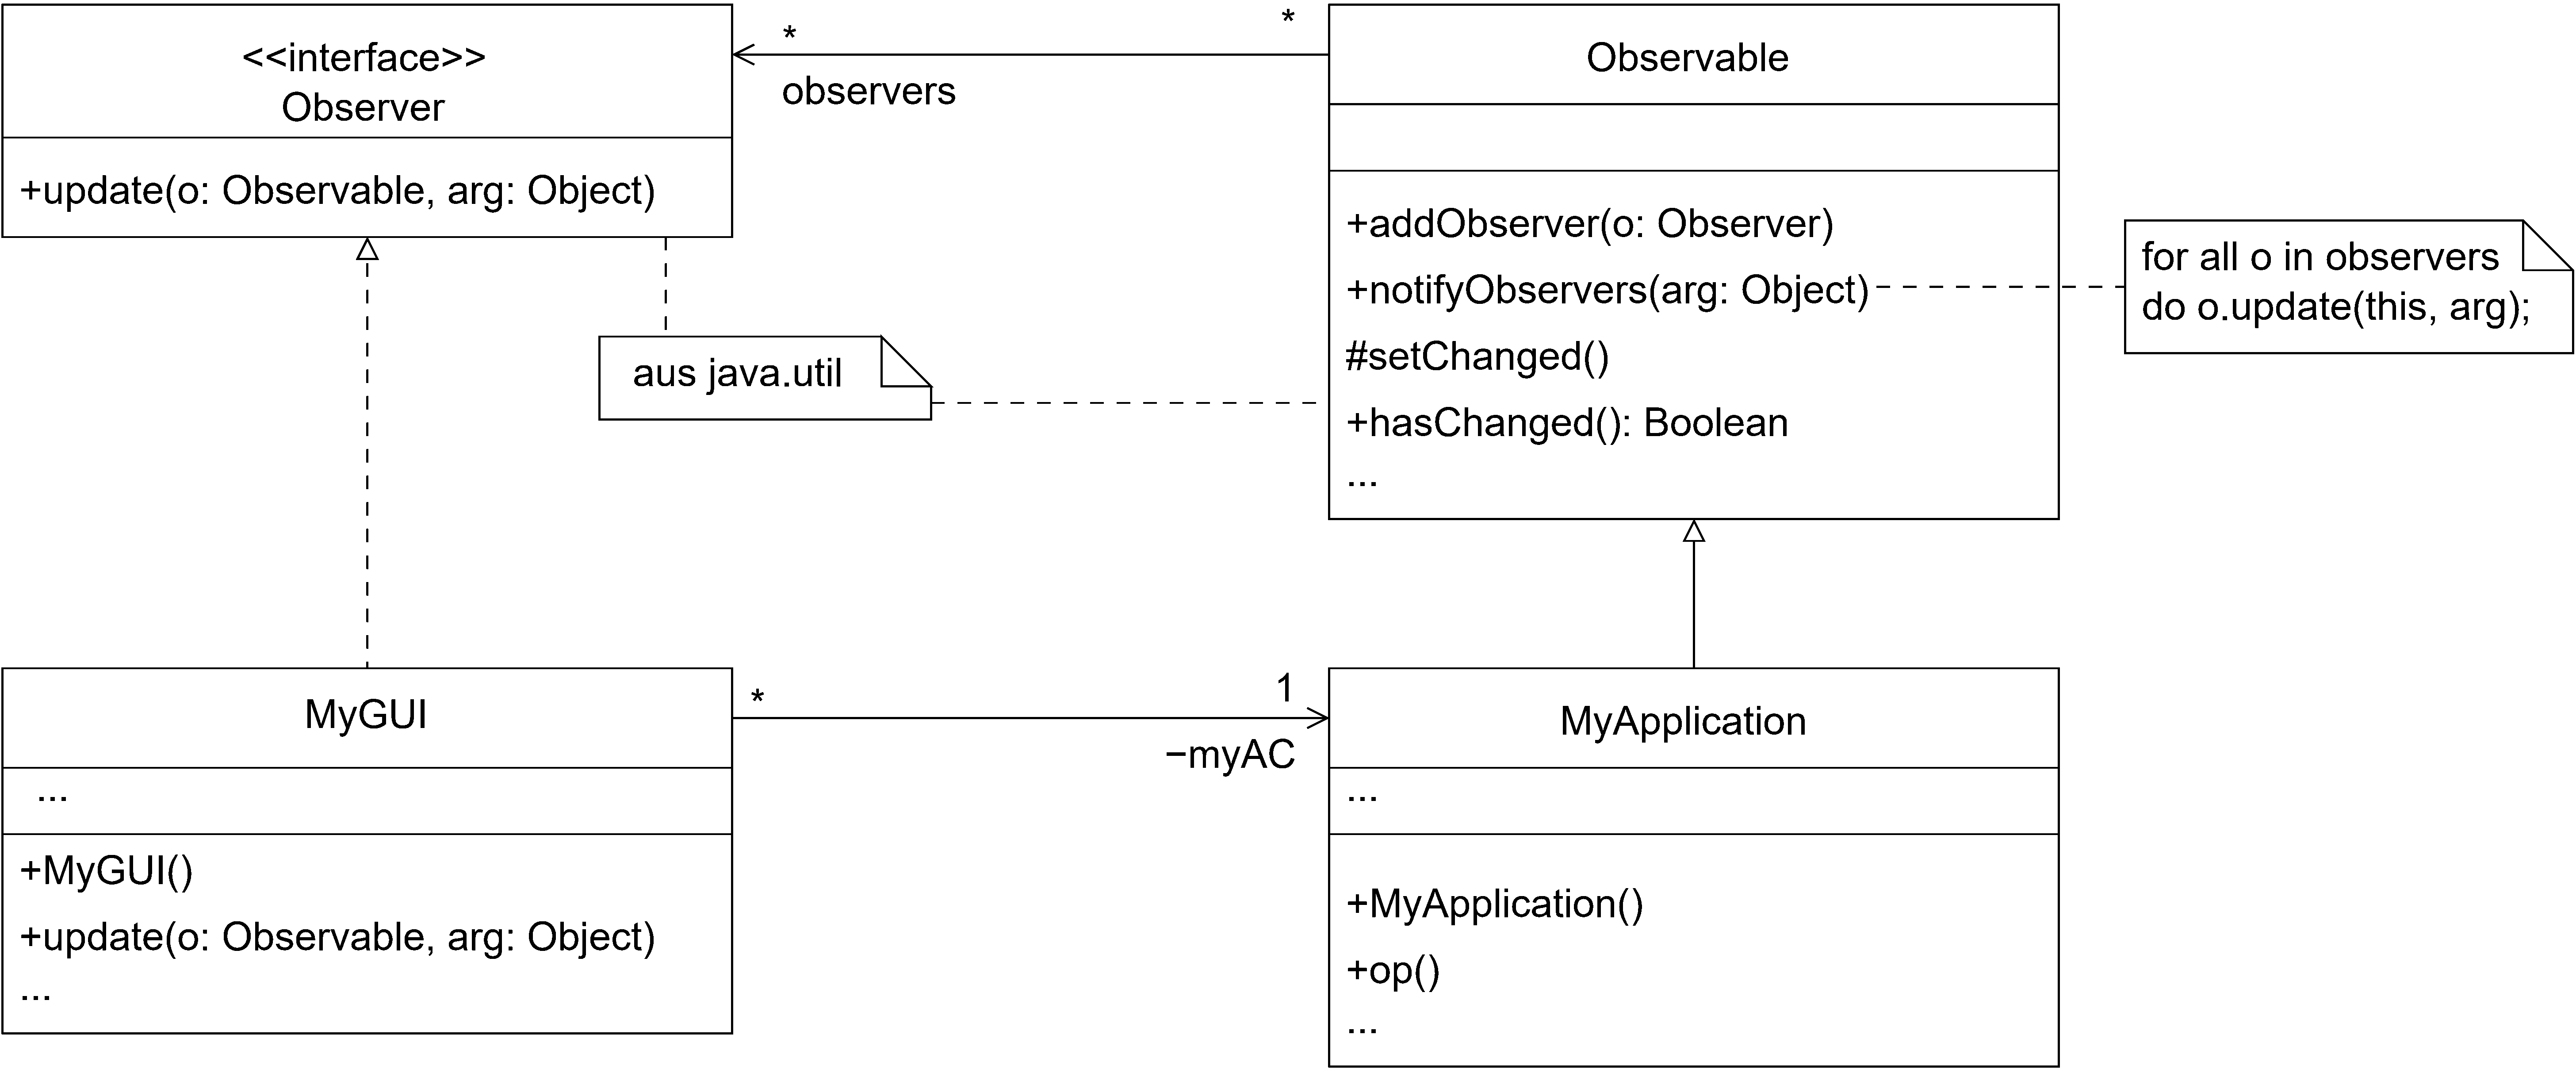 <<interface>>
Observer
+update(o: Observable, arg: Object)
*
observers
*
Observable
+addObserver(o: Observer)
+notifyObservers(arg: Object)
#setChanged()
+hasChanged(): Boolean
...
for all o in observers
do o.update(this, arg);
aus java.util
MyGUI
...
+MyGUI()
+update(o: Observable, arg: Object)
...
*
1
−myAC
MyApplication
...
+MyApplication()
+op()
...